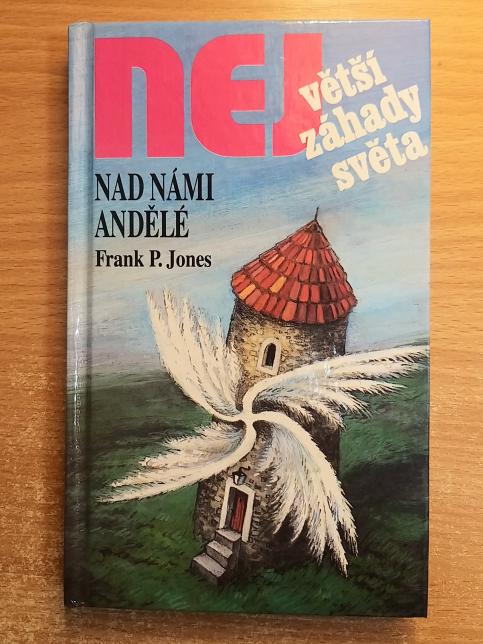 NEJ
větší
záhady
světa
NAD NÁMI
ANDĚLÉ
Frank P. Jones